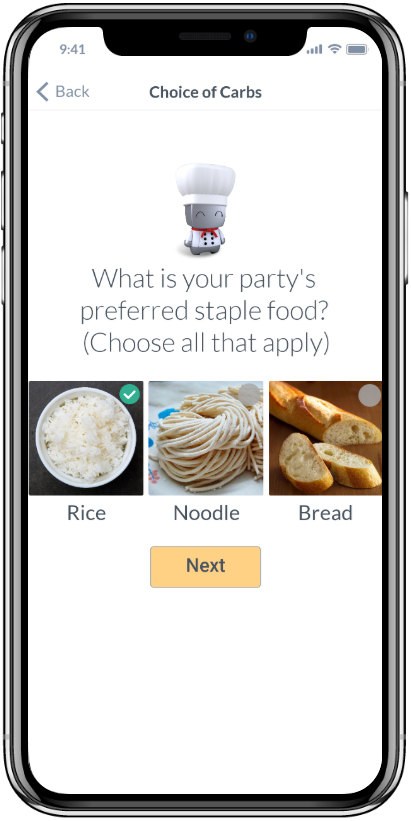 9:41
Back
Choice of Carbs
What is your party's
preferred staple food?
(Choose all that apply)
Rice
Noodle
Bread
Next